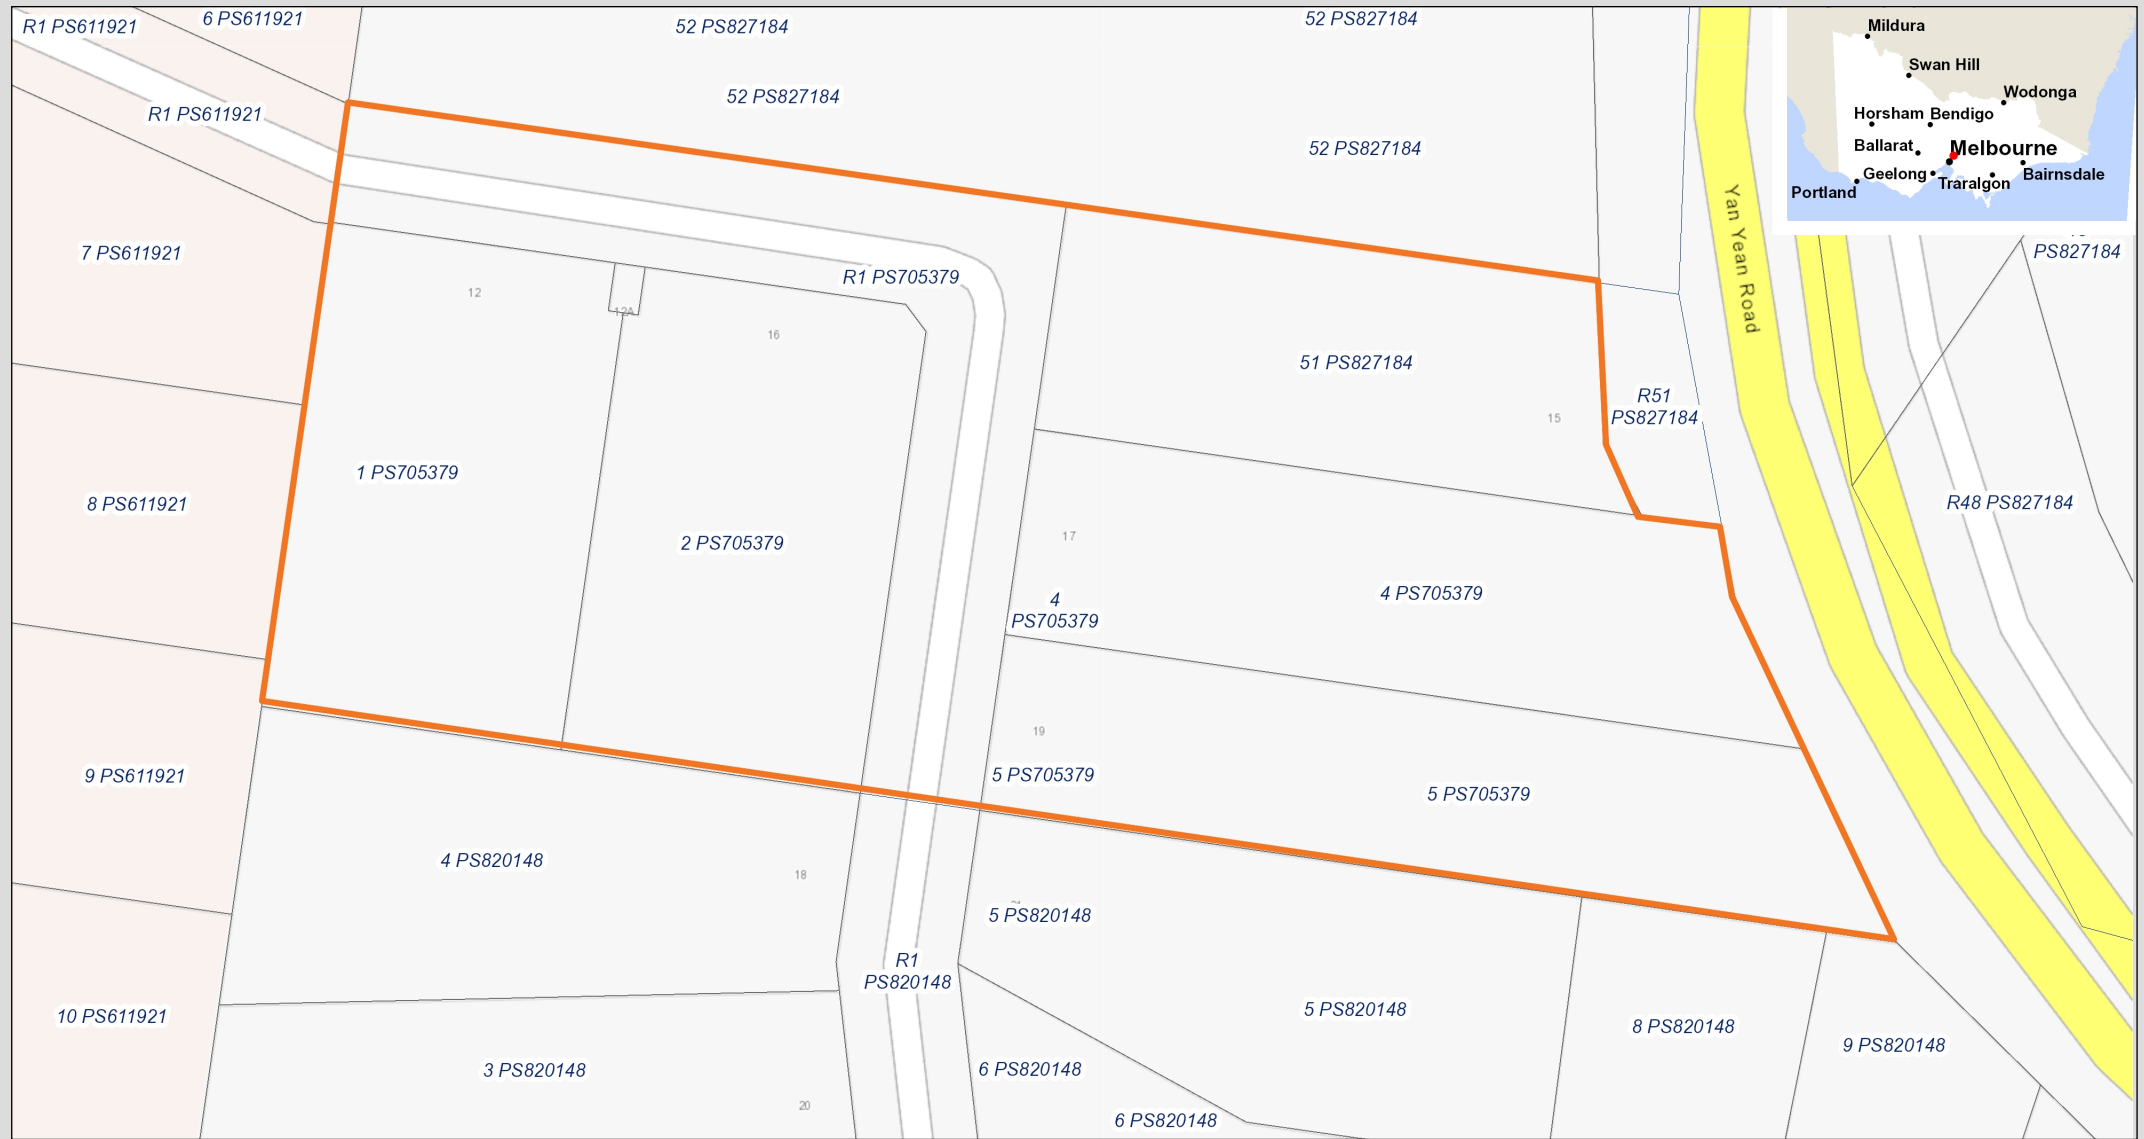 R1 PS611921
6 PS611921
52 PS827184
52 PS827184
Mildura
Swan Hill
Wodonga
Horsham
Bendigo
Ballarat
Melbourne
Geelong
Traralgon
Bairnsdale
Portland
52 PS827184
R1 PS611921
52 PS827184
Yan Yean Road
PS827184
7 PS611921
R1 PS705379
12
12A
16
51 PS827184
R51
PS827184
15
1 PS705379
8 PS611921
R48 PS827184
2 PS705379
17
4
PS705379
4 PS705379
19
5 PS705379
5 PS705379
9 PS611921
4 PS820148
18
5 PS820148
R1
PS820148
10 PS611921
5 PS820148
8 PS820148
9 PS820148
3 PS820148
6 PS820148
20
6 PS820148